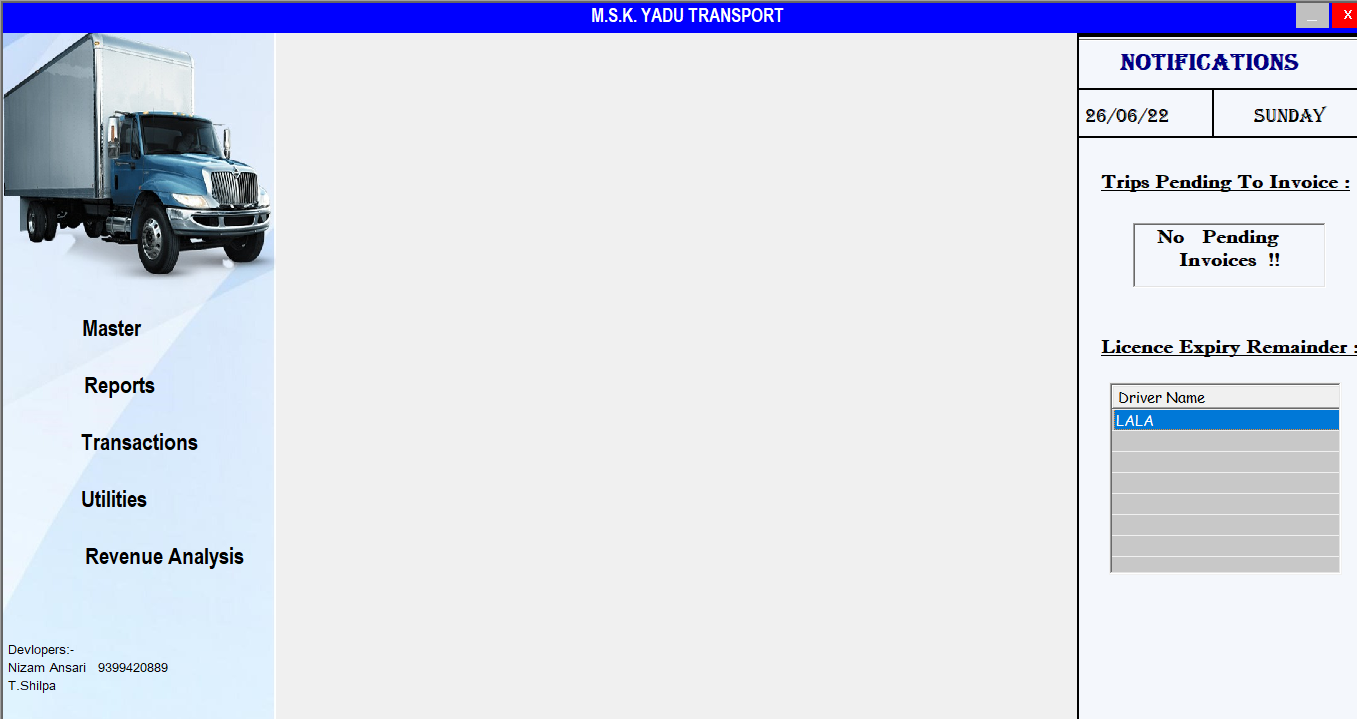 M.S.K. YADU TRANSPORT
_ X
NOTIFICATIONS
26/06/22 SUNDAY
Trips Pending To Invoice :
No Pending
Invoices !!
Licence Expiry Remainder :
Driver Name
LALA
Master
Reports
Transactions
Utilities
Revenue Analysis
Devlopers:-
Nizam Ansari 9399420889
T.Shilpa